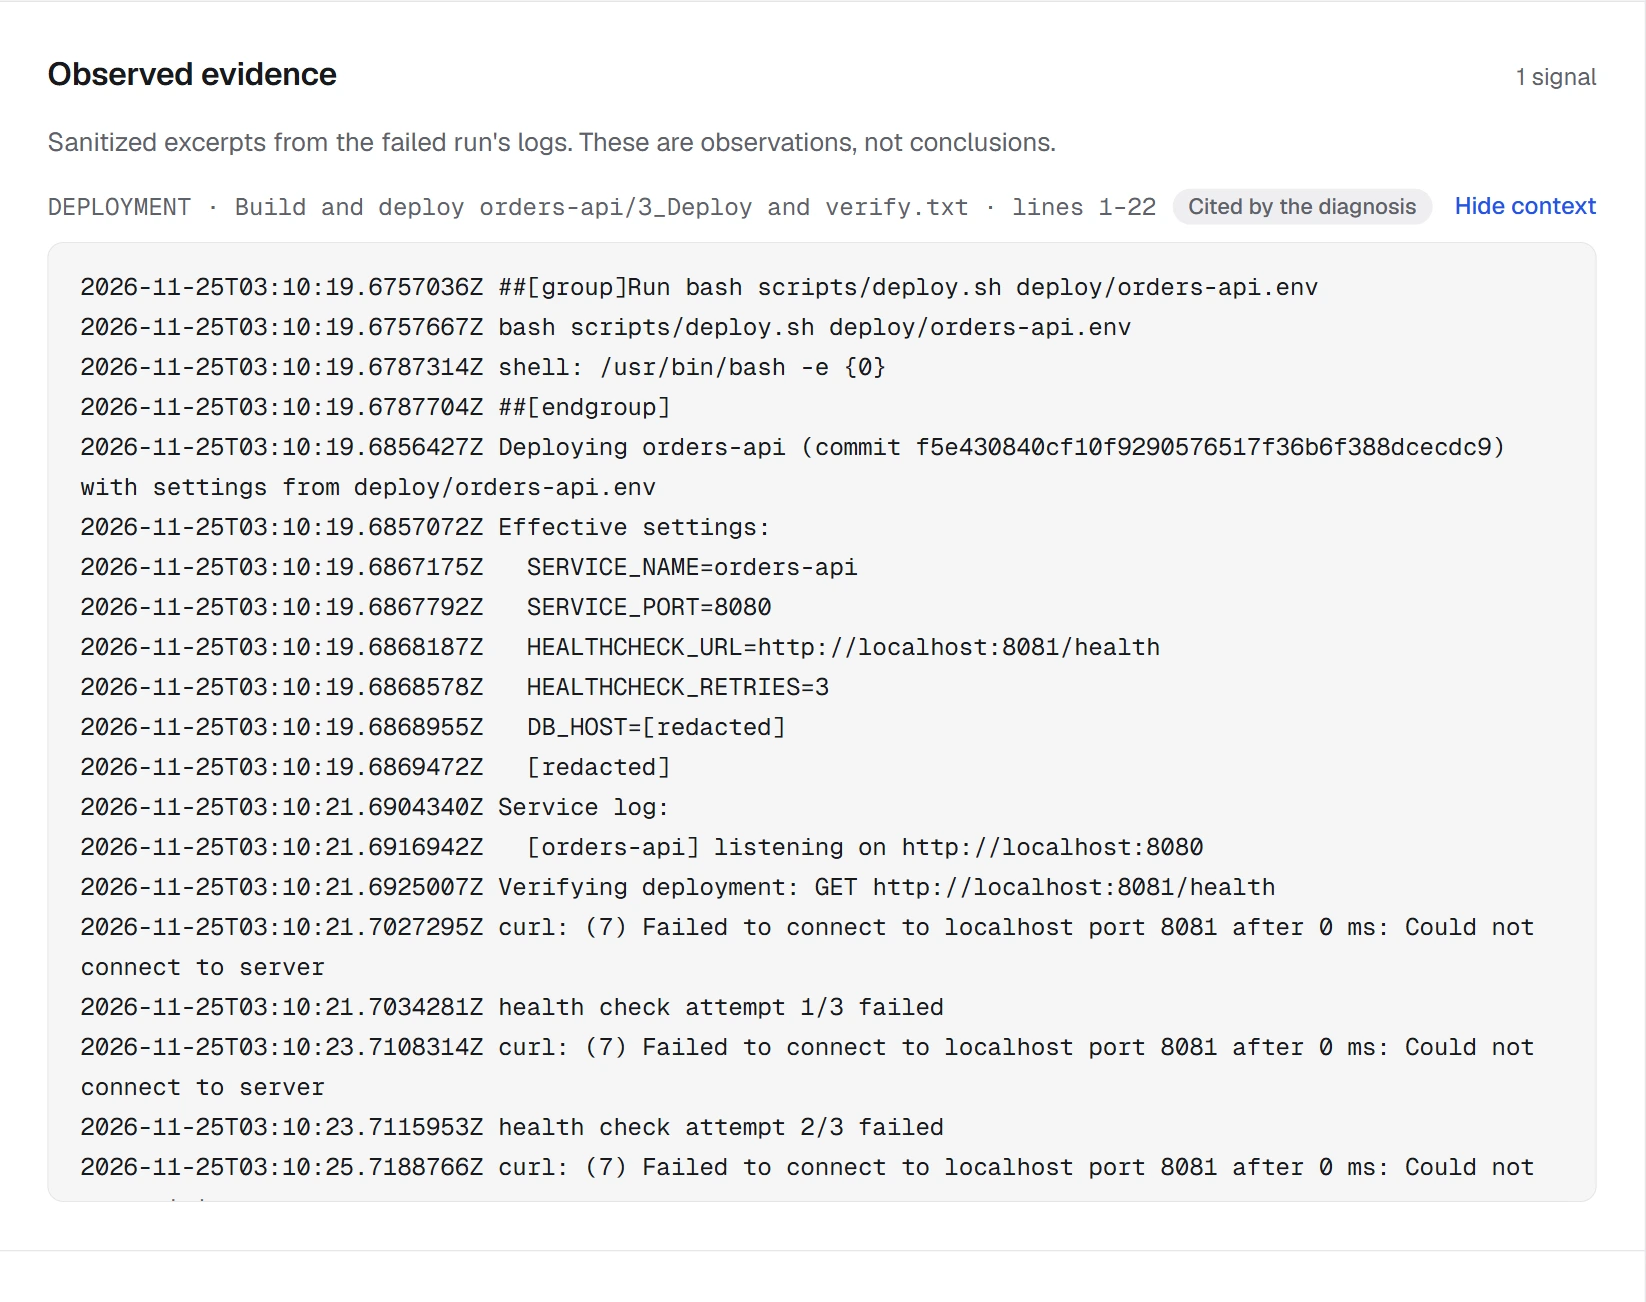 Observed evidence
1 signal
Sanitized excerpts from the failed run's logs. These are observations, not conclusions.
DEPLOYMENT · Build and deploy orders-api/3_Deploy and verify.txt · lines 1-22 Cited by the diagnosis Hide context
2026-11-25T03:10:19.6757036Z ##[group]Run bash scripts/deploy.sh deploy/orders-api.env
2026-11-25T03:10:19.6757667Z bash scripts/deploy.sh deploy/orders-api.env
2026-11-25T03:10:19.6787314Z shell: /usr/bin/bash -e {0}
2026-11-25T03:10:19.6787704Z ##[endgroup]
2026-11-25T03:10:19.6856427Z Deploying orders-api (commit f5e430840cf10f9290576517f36b6f388dcecdc9)
with settings from deploy/orders-api.env
2026-11-25T03:10:19.6857072Z Effective settings:
2026-11-25T03:10:19.6867175Z   SERVICE_NAME=orders-api
2026-11-25T03:10:19.6867792Z   SERVICE_PORT=8080
2026-11-25T03:10:19.6868187Z   HEALTHCHECK_URL=http://localhost:8081/health
2026-11-25T03:10:19.6868578Z   HEALTHCHECK_RETRIES=3
2026-11-25T03:10:19.6868955Z   DB_HOST=[redacted]
2026-11-25T03:10:19.6869472Z   [redacted]
2026-11-25T03:10:21.6904340Z Service log:
2026-11-25T03:10:21.6916942Z   [orders-api] listening on http://localhost:8080
2026-11-25T03:10:21.6925007Z Verifying deployment: GET http://localhost:8081/health
2026-11-25T03:10:21.7027295Z curl: (7) Failed to connect to localhost port 8081 after 0 ms: Could not
connect to server
2026-11-25T03:10:21.7034281Z health check attempt 1/3 failed
2026-11-25T03:10:23.7108314Z curl: (7) Failed to connect to localhost port 8081 after 0 ms: Could not
connect to server
2026-11-25T03:10:23.7115953Z health check attempt 2/3 failed
2026-11-25T03:10:25.7188766Z curl: (7) Failed to connect to localhost port 8081 after 0 ms: Could not